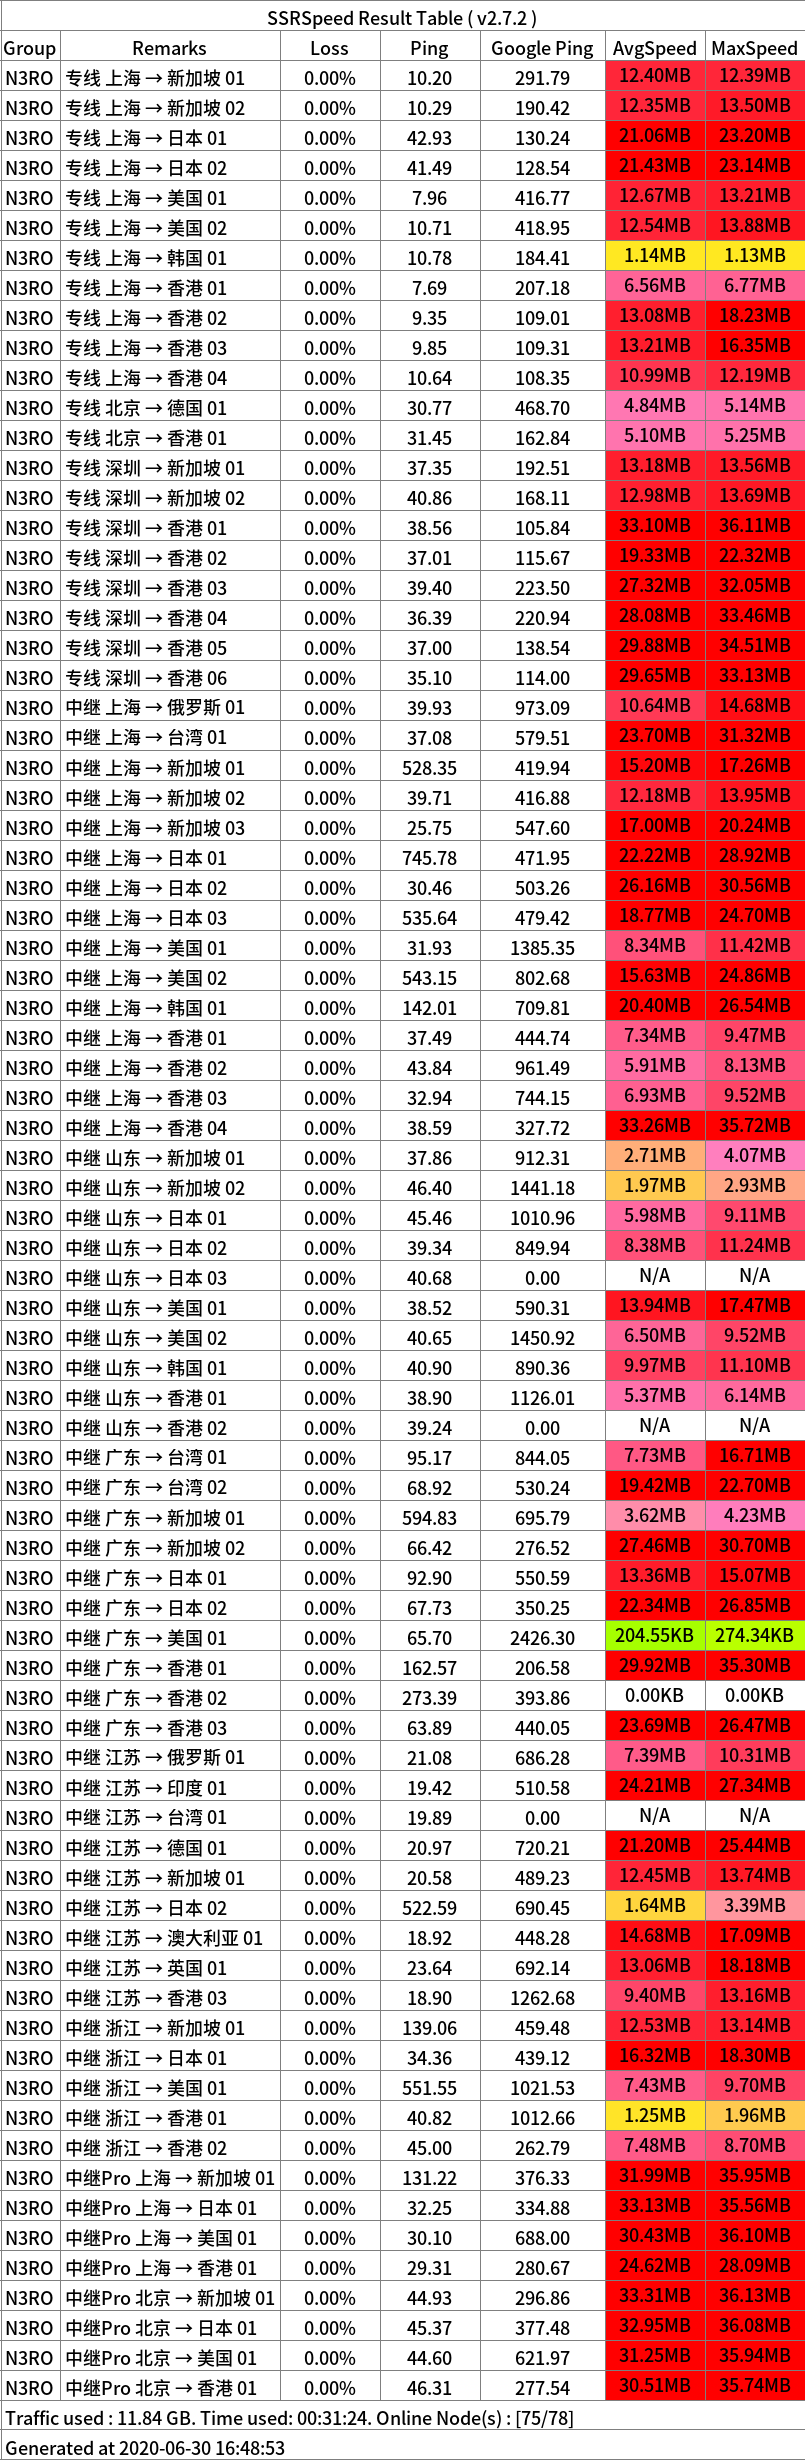 SSRSpeed Result Table ( v2.7.2 )
Group Remarks Loss Ping Google Ping AvgSpeed MaxSpeed
N3RO 专线 上海 → 新加坡 01 0.00% 10.20 291.79 12.40MB 12.39MB
N3RO 专线 上海 → 新加坡 02 0.00% 10.29 190.42 12.35MB 13.50MB
N3RO 专线 上海 → 日本 01 0.00% 42.93 130.24 21.06MB 23.20MB
N3RO 专线 上海 → 日本 02 0.00% 41.49 128.54 21.43MB 23.14MB
N3RO 专线 上海 → 美国 01 0.00% 7.96 416.77 12.67MB 13.21MB
N3RO 专线 上海 → 美国 02 0.00% 10.71 418.95 12.54MB 13.88MB
N3RO 专线 上海 → 韩国 01 0.00% 10.78 184.41 1.14MB 1.13MB
N3RO 专线 上海 → 香港 01 0.00% 7.69 207.18 6.56MB 6.77MB
N3RO 专线 上海 → 香港 02 0.00% 9.35 109.01 13.08MB 18.23MB
N3RO 专线 上海 → 香港 03 0.00% 9.85 109.31 13.21MB 16.35MB
N3RO 专线 上海 → 香港 04 0.00% 10.64 108.35 10.99MB 12.19MB
N3RO 专线 北京 → 德国 01 0.00% 30.77 468.70 4.84MB 5.14MB
N3RO 专线 北京 → 香港 01 0.00% 31.45 162.84 5.10MB 5.25MB
N3RO 专线 深圳 → 新加坡 01 0.00% 37.35 192.51 13.18MB 13.56MB
N3RO 专线 深圳 → 新加坡 02 0.00% 40.86 168.11 12.98MB 13.69MB
N3RO 专线 深圳 → 香港 01 0.00% 38.56 105.84 33.10MB 36.11MB
N3RO 专线 深圳 → 香港 02 0.00% 37.01 115.67 19.33MB 22.32MB
N3RO 专线 深圳 → 香港 03 0.00% 39.40 223.50 27.32MB 32.05MB
N3RO 专线 深圳 → 香港 04 0.00% 36.39 220.94 28.08MB 33.46MB
N3RO 专线 深圳 → 香港 05 0.00% 37.00 138.54 29.88MB 34.51MB
N3RO 专线 深圳 → 香港 06 0.00% 35.10 114.00 29.65MB 33.13MB
N3RO 中继 上海 → 俄罗斯 01 0.00% 39.93 973.09 10.64MB 14.68MB
N3RO 中继 上海 → 台湾 01 0.00% 37.08 579.51 23.70MB 31.32MB
N3RO 中继 上海 → 新加坡 01 0.00% 528.35 419.94 15.20MB 17.26MB
N3RO 中继 上海 → 新加坡 02 0.00% 39.71 416.88 12.18MB 13.95MB
N3RO 中继 上海 → 新加坡 03 0.00% 25.75 547.60 17.00MB 20.24MB
N3RO 中继 上海 → 日本 01 0.00% 745.78 471.95 22.22MB 28.92MB
N3RO 中继 上海 → 日本 02 0.00% 30.46 503.26 26.16MB 30.56MB
N3RO 中继 上海 → 日本 03 0.00% 535.64 479.42 18.77MB 24.70MB
N3RO 中继 上海 → 美国 01 0.00% 31.93 1385.35 8.34MB 11.42MB
N3RO 中继 上海 → 美国 02 0.00% 543.15 802.68 15.63MB 24.86MB
N3RO 中继 上海 → 韩国 01 0.00% 142.01 709.81 20.40MB 26.54MB
N3RO 中继 上海 → 香港 01 0.00% 37.49 444.74 7.34MB 9.47MB
N3RO 中继 上海 → 香港 02 0.00% 43.84 961.49 5.91MB 8.13MB
N3RO 中继 上海 → 香港 03 0.00% 32.94 744.15 6.93MB 9.52MB
N3RO 中继 上海 → 香港 04 0.00% 38.59 327.72 33.26MB 35.72MB
N3RO 中继 山东 → 新加坡 01 0.00% 37.86 912.31 2.71MB 4.07MB
N3RO 中继 山东 → 新加坡 02 0.00% 46.40 1441.18 1.97MB 2.93MB
N3RO 中继 山东 → 日本 01 0.00% 45.46 1010.96 5.98MB 9.11MB
N3RO 中继 山东 → 日本 02 0.00% 39.34 849.94 8.38MB 11.24MB
N3RO 中继 山东 → 日本 03 0.00% 40.68 0.00 N/A N/A
N3RO 中继 山东 → 美国 01 0.00% 38.52 590.31 13.94MB 17.47MB
N3RO 中继 山东 → 美国 02 0.00% 40.65 1450.92 6.50MB 9.52MB
N3RO 中继 山东 → 韩国 01 0.00% 40.90 890.36 9.97MB 11.10MB
N3RO 中继 山东 → 香港 01 0.00% 38.90 1126.01 5.37MB 6.14MB
N3RO 中继 山东 → 香港 02 0.00% 39.24 0.00 N/A N/A
N3RO 中继 广东 → 台湾 01 0.00% 95.17 844.05 7.73MB 16.71MB
N3RO 中继 广东 → 台湾 02 0.00% 68.92 530.24 19.42MB 22.70MB
N3RO 中继 广东 → 新加坡 01 0.00% 594.83 695.79 3.62MB 4.23MB
N3RO 中继 广东 → 新加坡 02 0.00% 66.42 276.52 27.46MB 30.70MB
N3RO 中继 广东 → 日本 01 0.00% 92.90 550.59 13.36MB 15.07MB
N3RO 中继 广东 → 日本 02 0.00% 67.73 350.25 22.34MB 26.85MB
N3RO 中继 广东 → 美国 01 0.00% 65.70 2426.30 204.55KB 274.34KB
N3RO 中继 广东 → 香港 01 0.00% 162.57 206.58 29.92MB 35.30MB
N3RO 中继 广东 → 香港 02 0.00% 273.39 393.86 0.00KB 0.00KB
N3RO 中继 广东 → 香港 03 0.00% 63.89 440.05 23.69MB 26.47MB
N3RO 中继 江苏 → 俄罗斯 01 0.00% 21.08 686.28 7.39MB 10.31MB
N3RO 中继 江苏 → 印度 01 0.00% 19.42 510.58 24.21MB 27.34MB
N3RO 中继 江苏 → 台湾 01 0.00% 19.89 0.00 N/A N/A
N3RO 中继 江苏 → 德国 01 0.00% 20.97 720.21 21.20MB 25.44MB
N3RO 中继 江苏 → 新加坡 01 0.00% 20.58 489.23 12.45MB 13.74MB
N3RO 中继 江苏 → 日本 02 0.00% 522.59 690.45 1.64MB 3.39MB
N3RO 中继 江苏 → 澳大利亚 01 0.00% 18.92 448.28 14.68MB 17.09MB
N3RO 中继 江苏 → 英国 01 0.00% 23.64 692.14 13.06MB 18.18MB
N3RO 中继 江苏 → 香港 03 0.00% 18.90 1262.68 9.40MB 13.16MB
N3RO 中继 浙江 → 新加坡 01 0.00% 139.06 459.48 12.53MB 13.14MB
N3RO 中继 浙江 → 日本 01 0.00% 34.36 439.12 16.32MB 18.30MB
N3RO 中继 浙江 → 美国 01 0.00% 551.55 1021.53 7.43MB 9.70MB
N3RO 中继 浙江 → 香港 01 0.00% 40.82 1012.66 1.25MB 1.96MB
N3RO 中继 浙江 → 香港 02 0.00% 45.00 262.79 7.48MB 8.70MB
N3RO 中继Pro 上海 → 新加坡 01 0.00% 131.22 376.33 31.99MB 35.95MB
N3RO 中继Pro 上海 → 日本 01 0.00% 32.25 334.88 33.13MB 35.56MB
N3RO 中继Pro 上海 → 美国 01 0.00% 30.10 688.00 30.43MB 36.10MB
N3RO 中继Pro 上海 → 香港 01 0.00% 29.31 280.67 24.62MB 28.09MB
N3RO 中继Pro 北京 → 新加坡 01 0.00% 44.93 296.86 33.31MB 36.13MB
N3RO 中继Pro 北京 → 日本 01 0.00% 45.37 377.48 32.95MB 36.08MB
N3RO 中继Pro 北京 → 美国 01 0.00% 44.60 621.97 31.25MB 35.94MB
N3RO 中继Pro 北京 → 香港 01 0.00% 46.31 277.54 30.51MB 35.74MB
Traffic used : 11.84 GB. Time used: 00:31:24. Online Node(s) : [75/78]
Generated at 2020-06-30 16:48:53